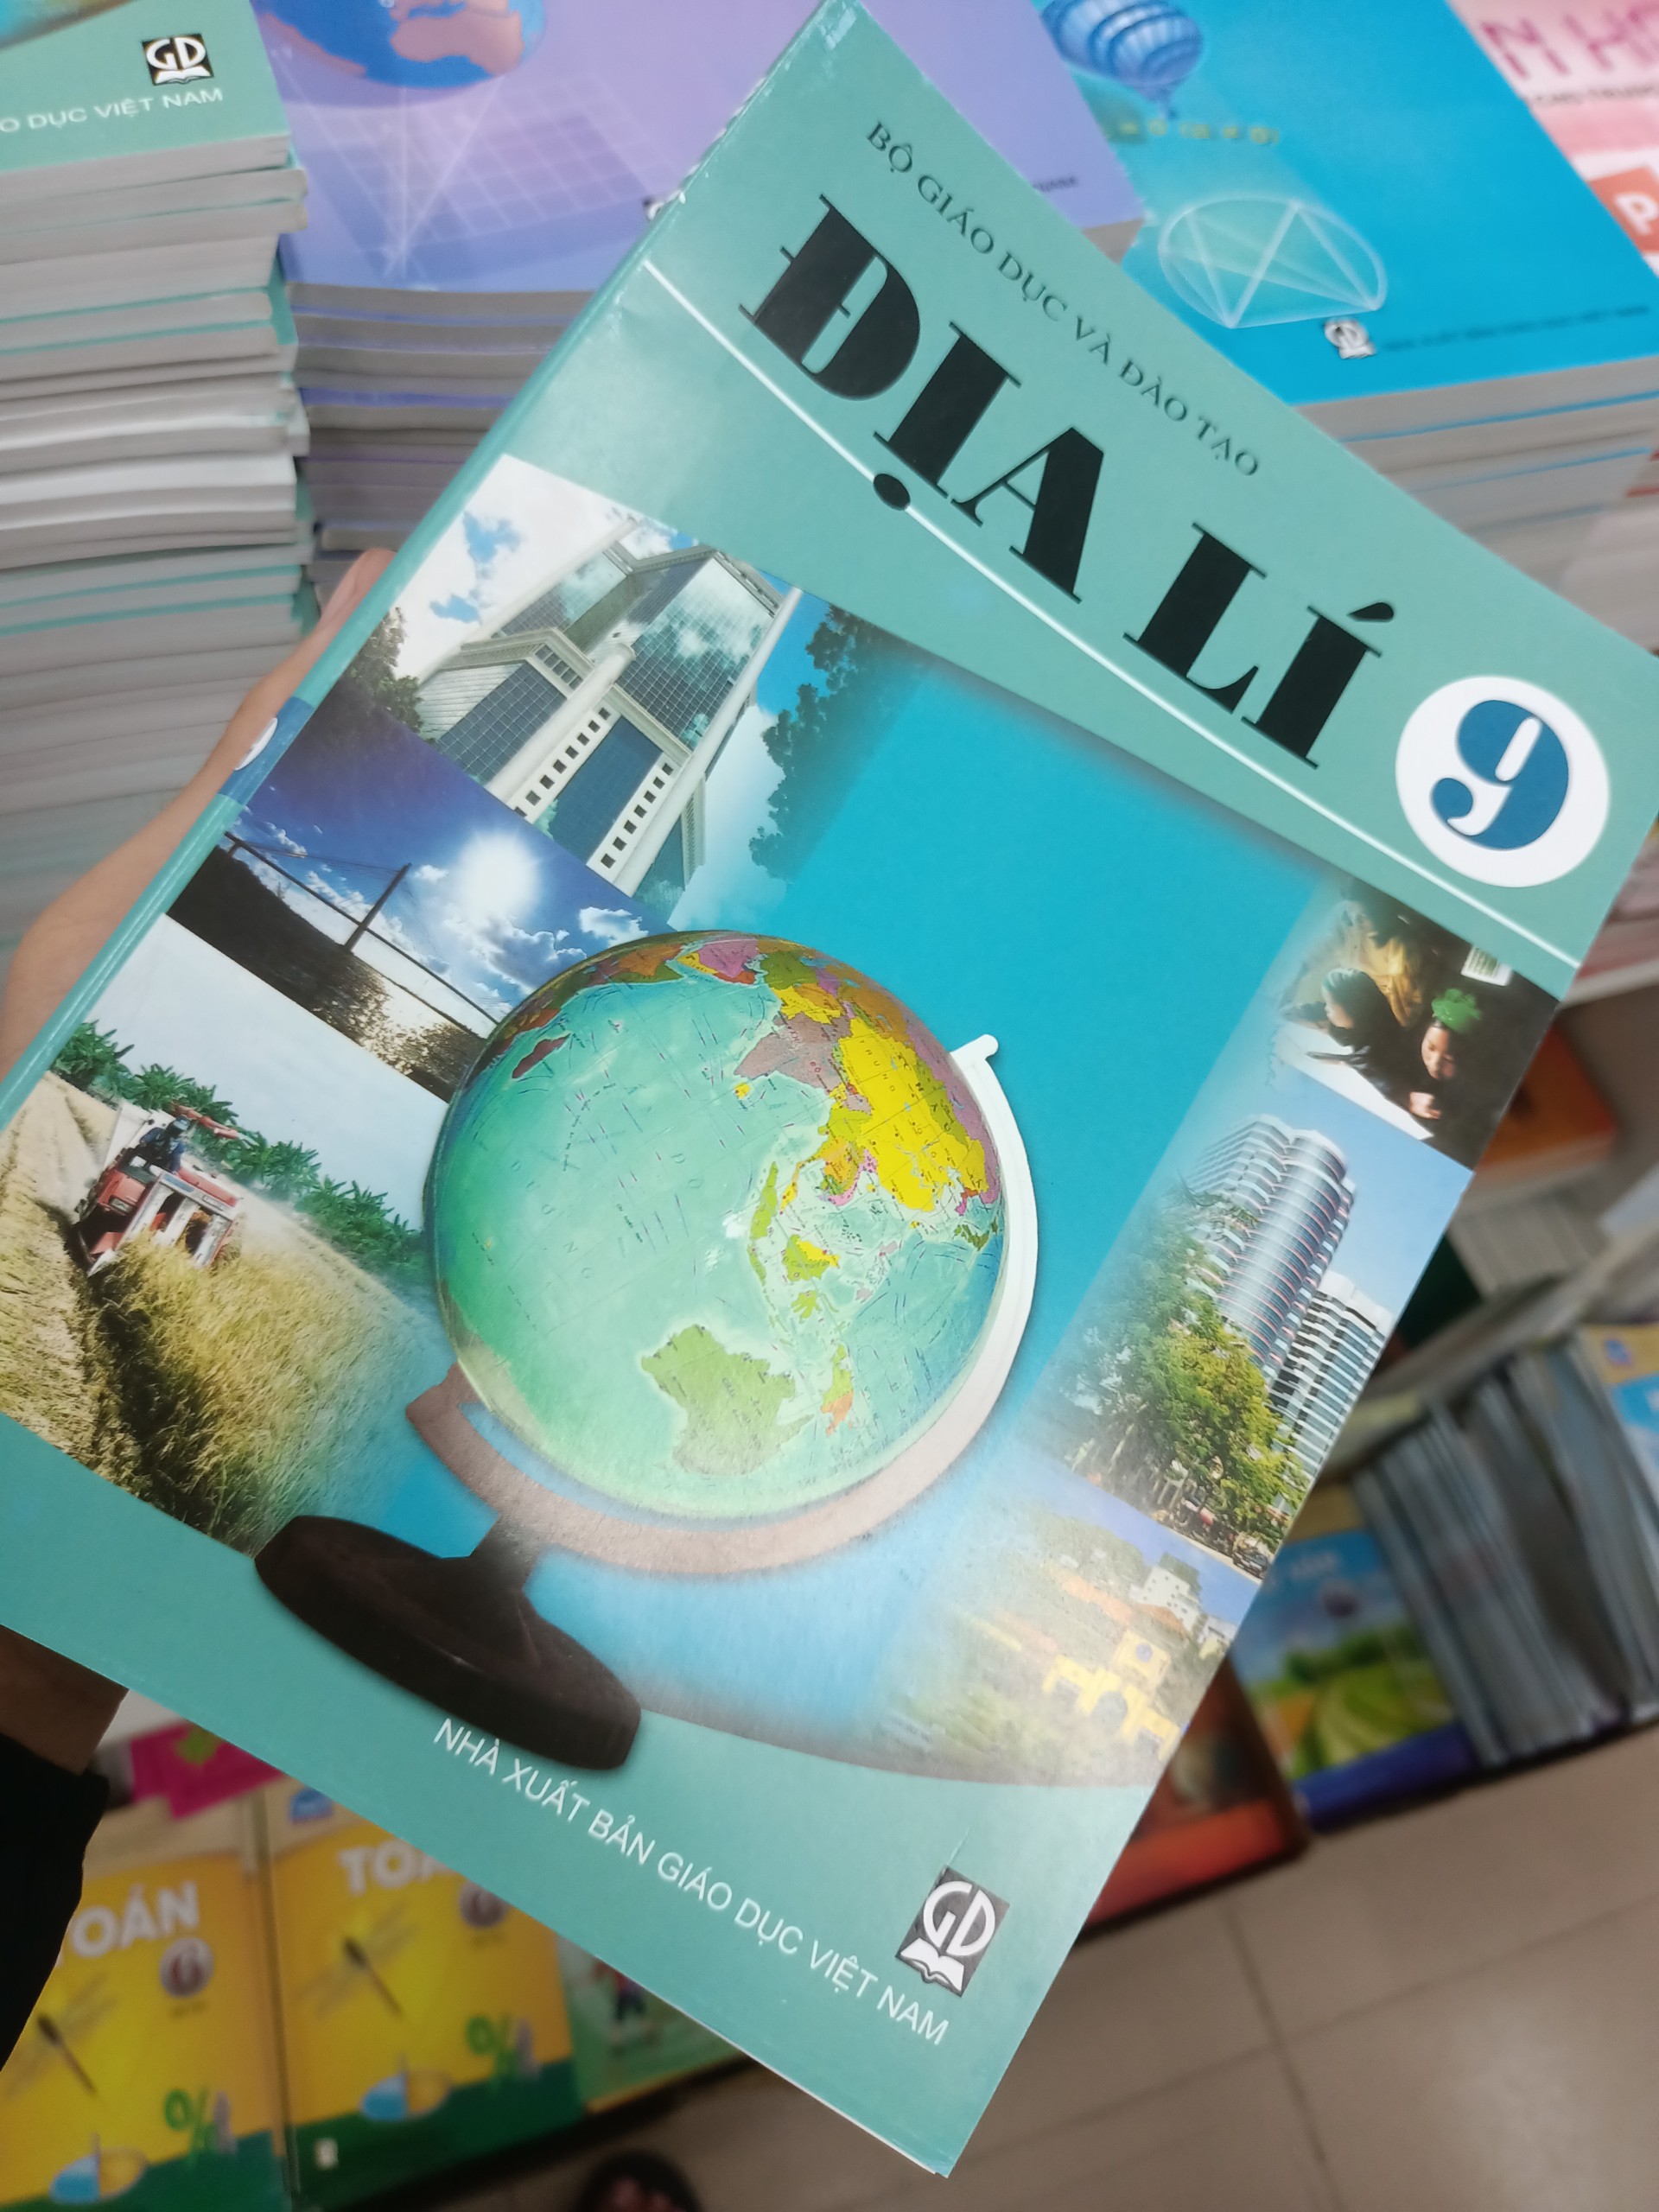 BỘ GIÁO DỤC VÀ ĐÀO TẠO
ĐỊA LÍ
9
NHÀ XUẤT BẢN GIÁO DỤC VIỆT NAM
GD
GD
DỤC VIỆT NAM
TOÁN
6